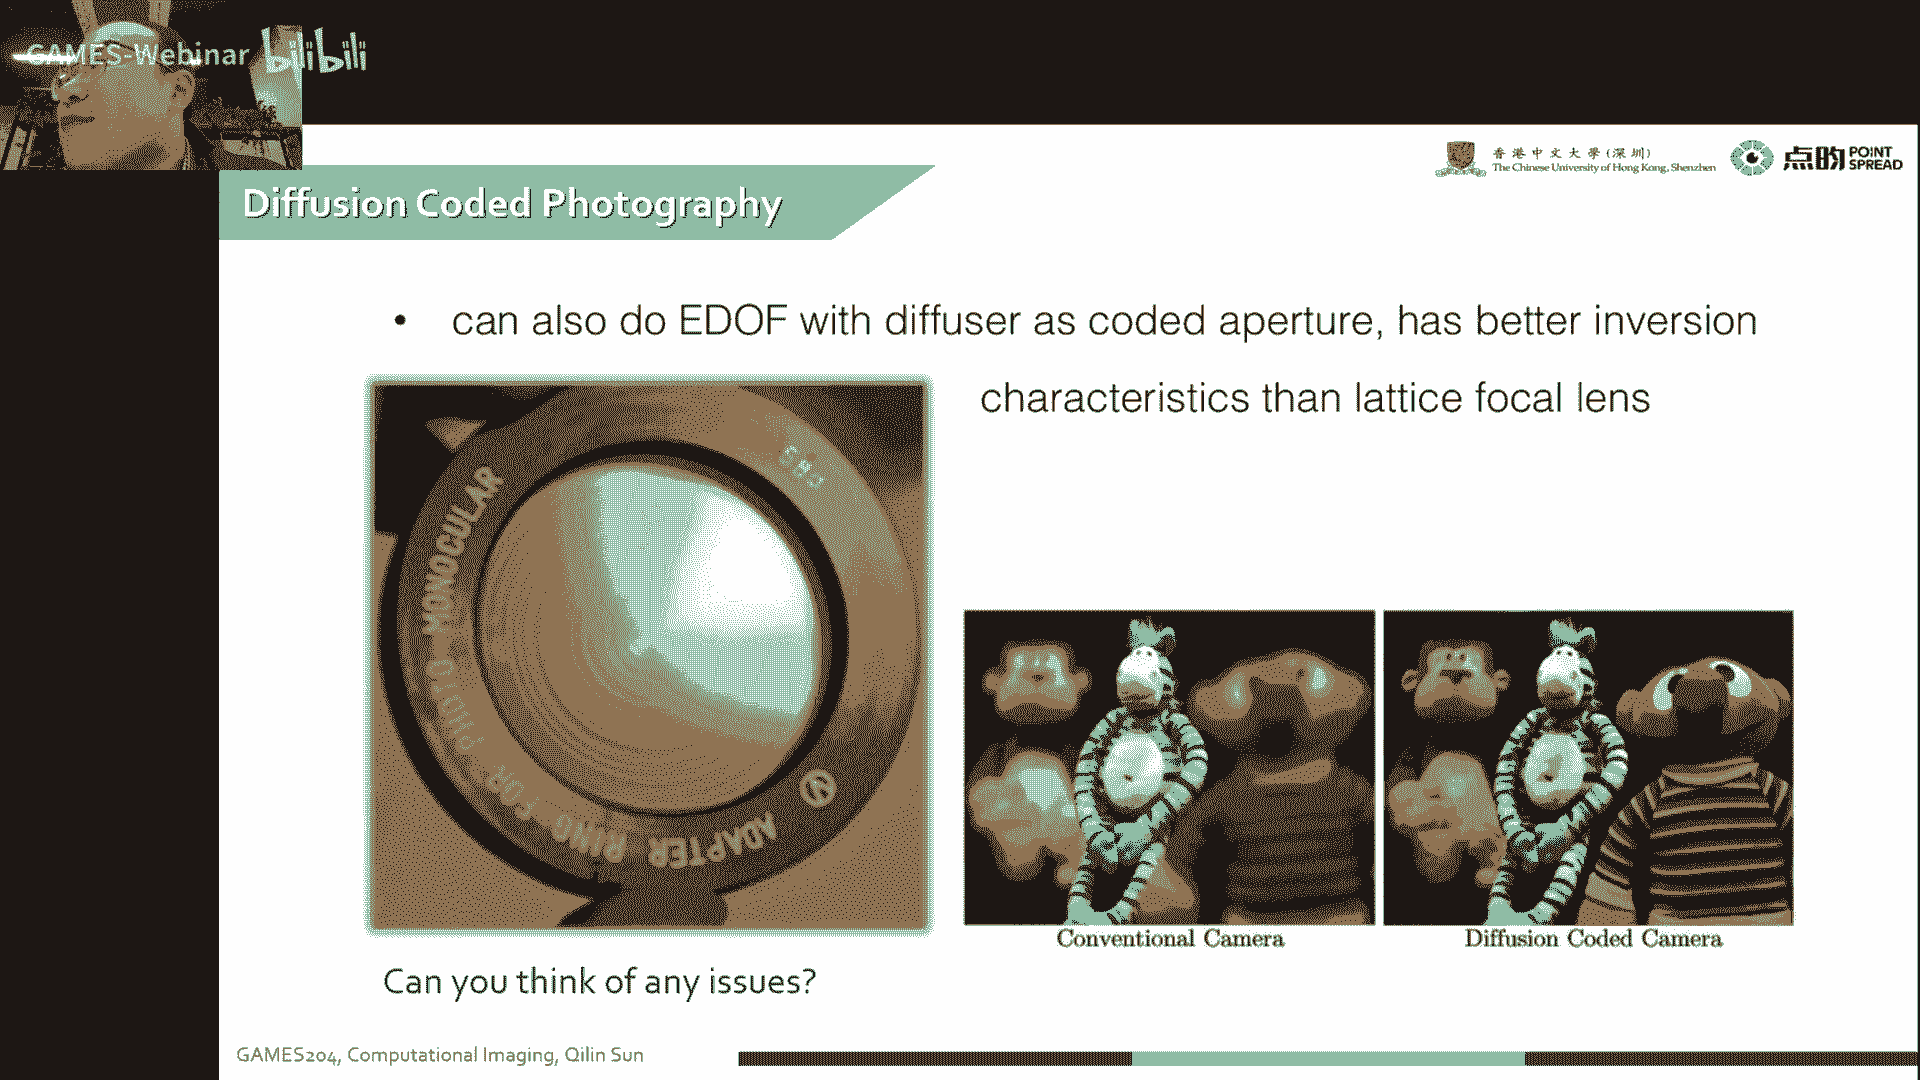 GAMES-Webinar bilibili
香港中文大學(深圳)
The Chinese University of Hong Kong, Shenzhen
点昀 POINT SPREAD
Diffusion Coded Photography
• can also do EDOF with diffuser as coded aperture, has better inversion
characteristics than lattice focal lens
ADAPTER RING FOR PHOTO MONOCULAR
Conventional Camera
Diffusion Coded Camera
Can you think of any issues?
GAMES204, Computational Imaging, Qilin Sun